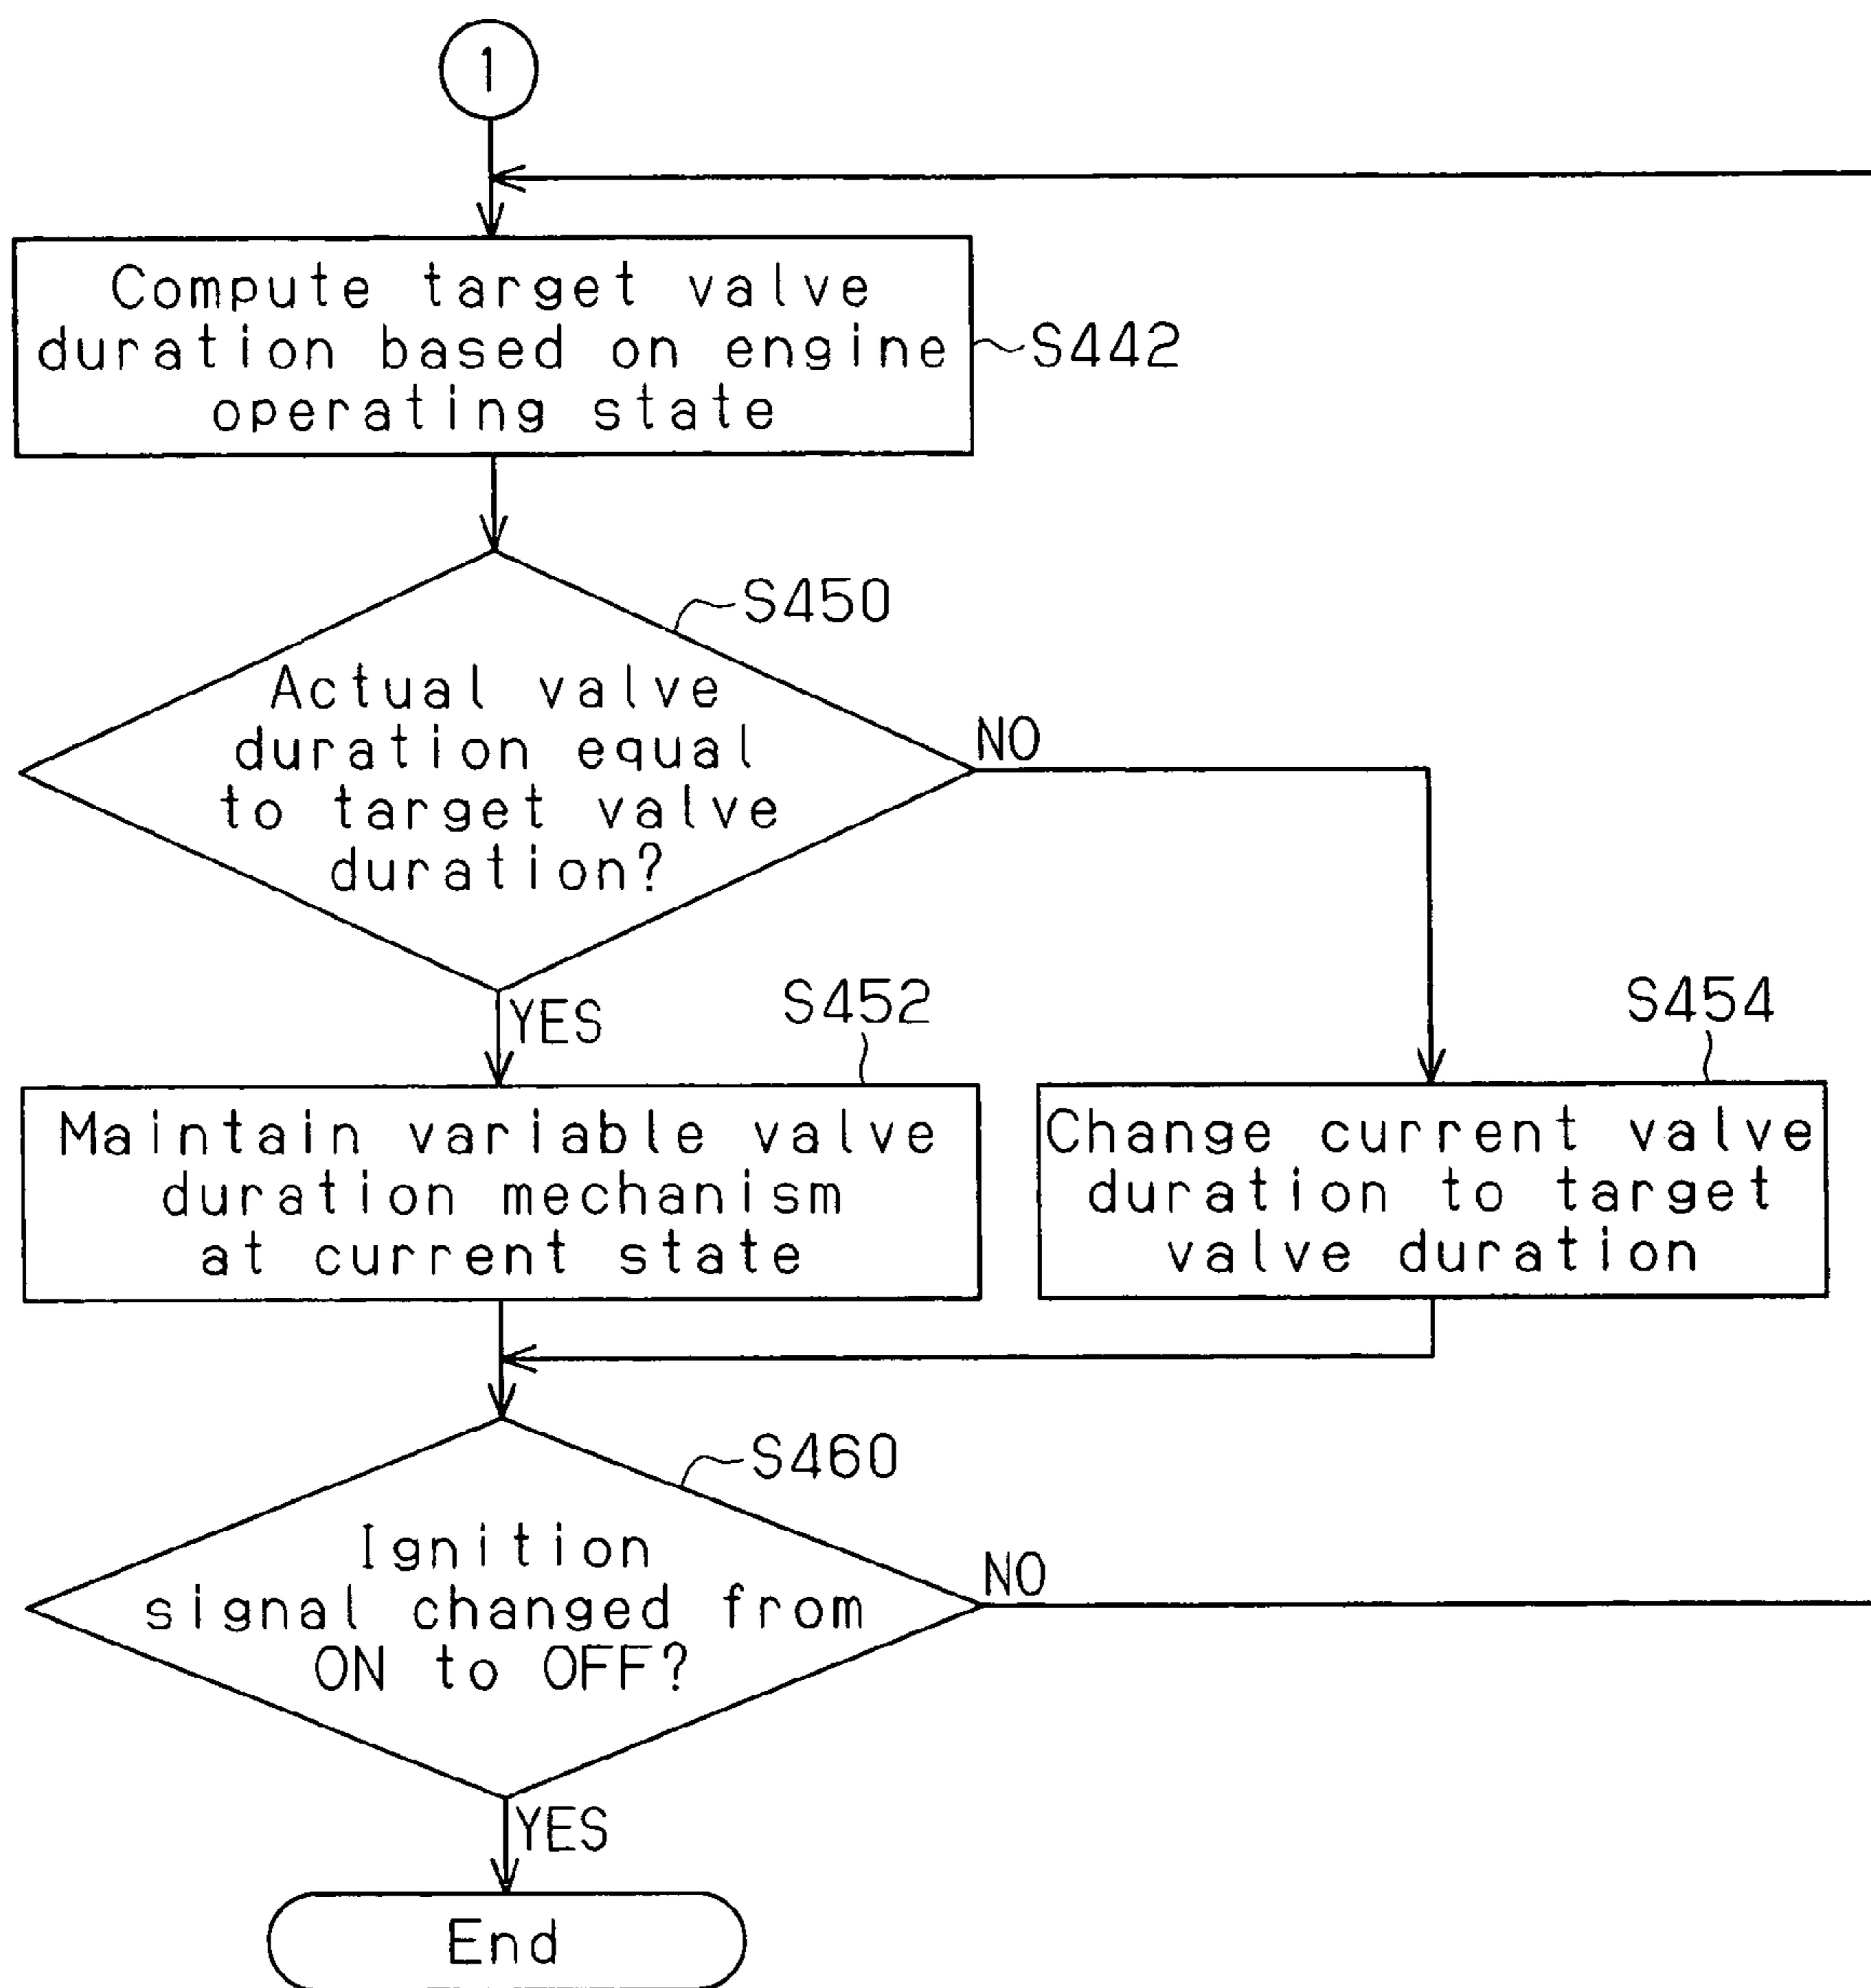 1
Compute target valve
duration based on engine
operating state
S442
S450
Actual valve
duration equal
to target valve
duration?
NO
YES
S452
Maintain variable valve
duration mechanism
at current state
S454
Change current valve
duration to target
valve duration
S460
Ignition
signal changed from
ON to OFF?
NO
YES
End